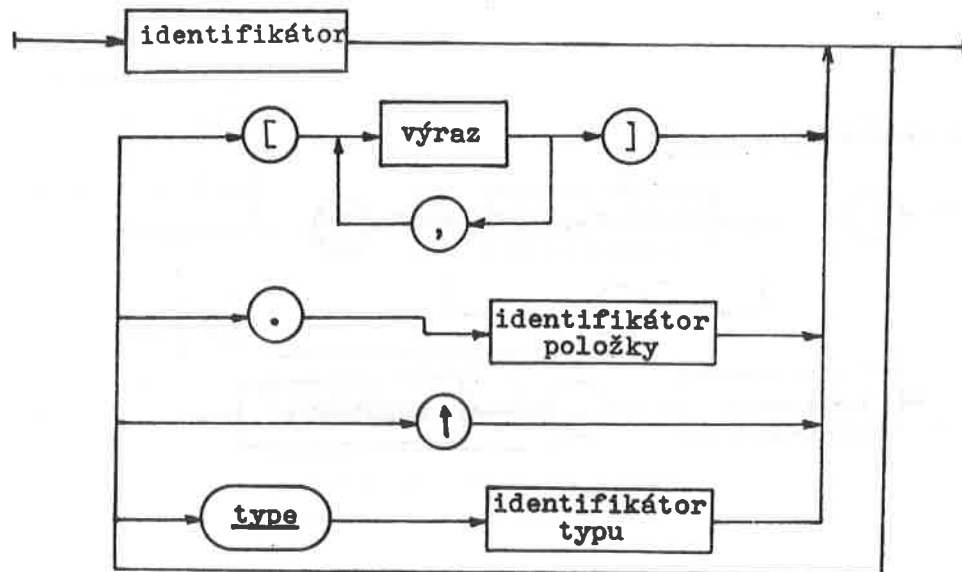 identifikátor
[ výraz ]
,
. identifikátor
položky
↑
type identifikátor
typu